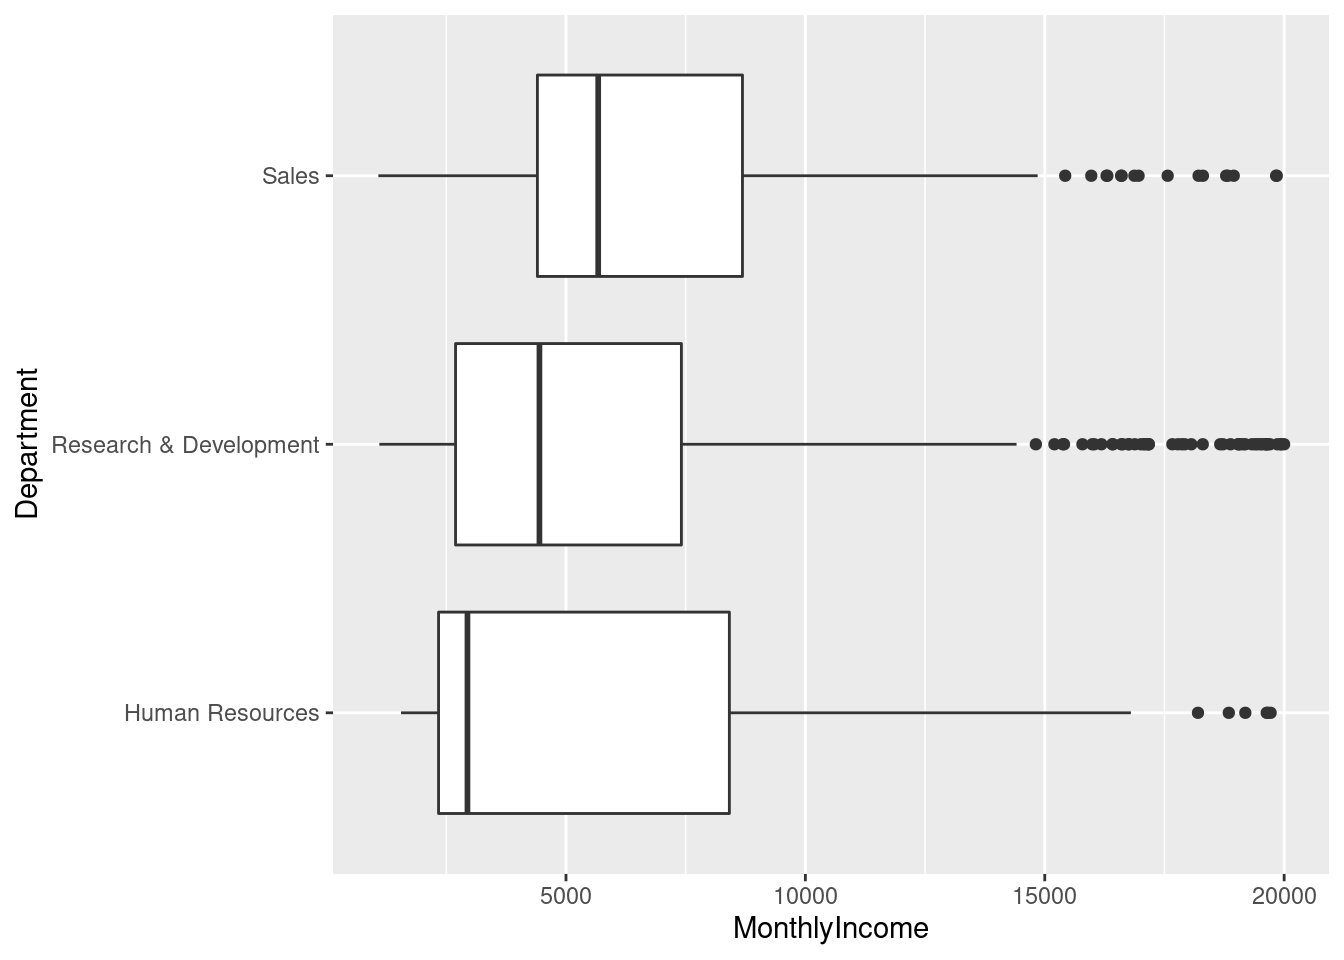 Sales
Research & Development
Human Resources
Department
5000 10000 15000 20000
MonthlyIncome